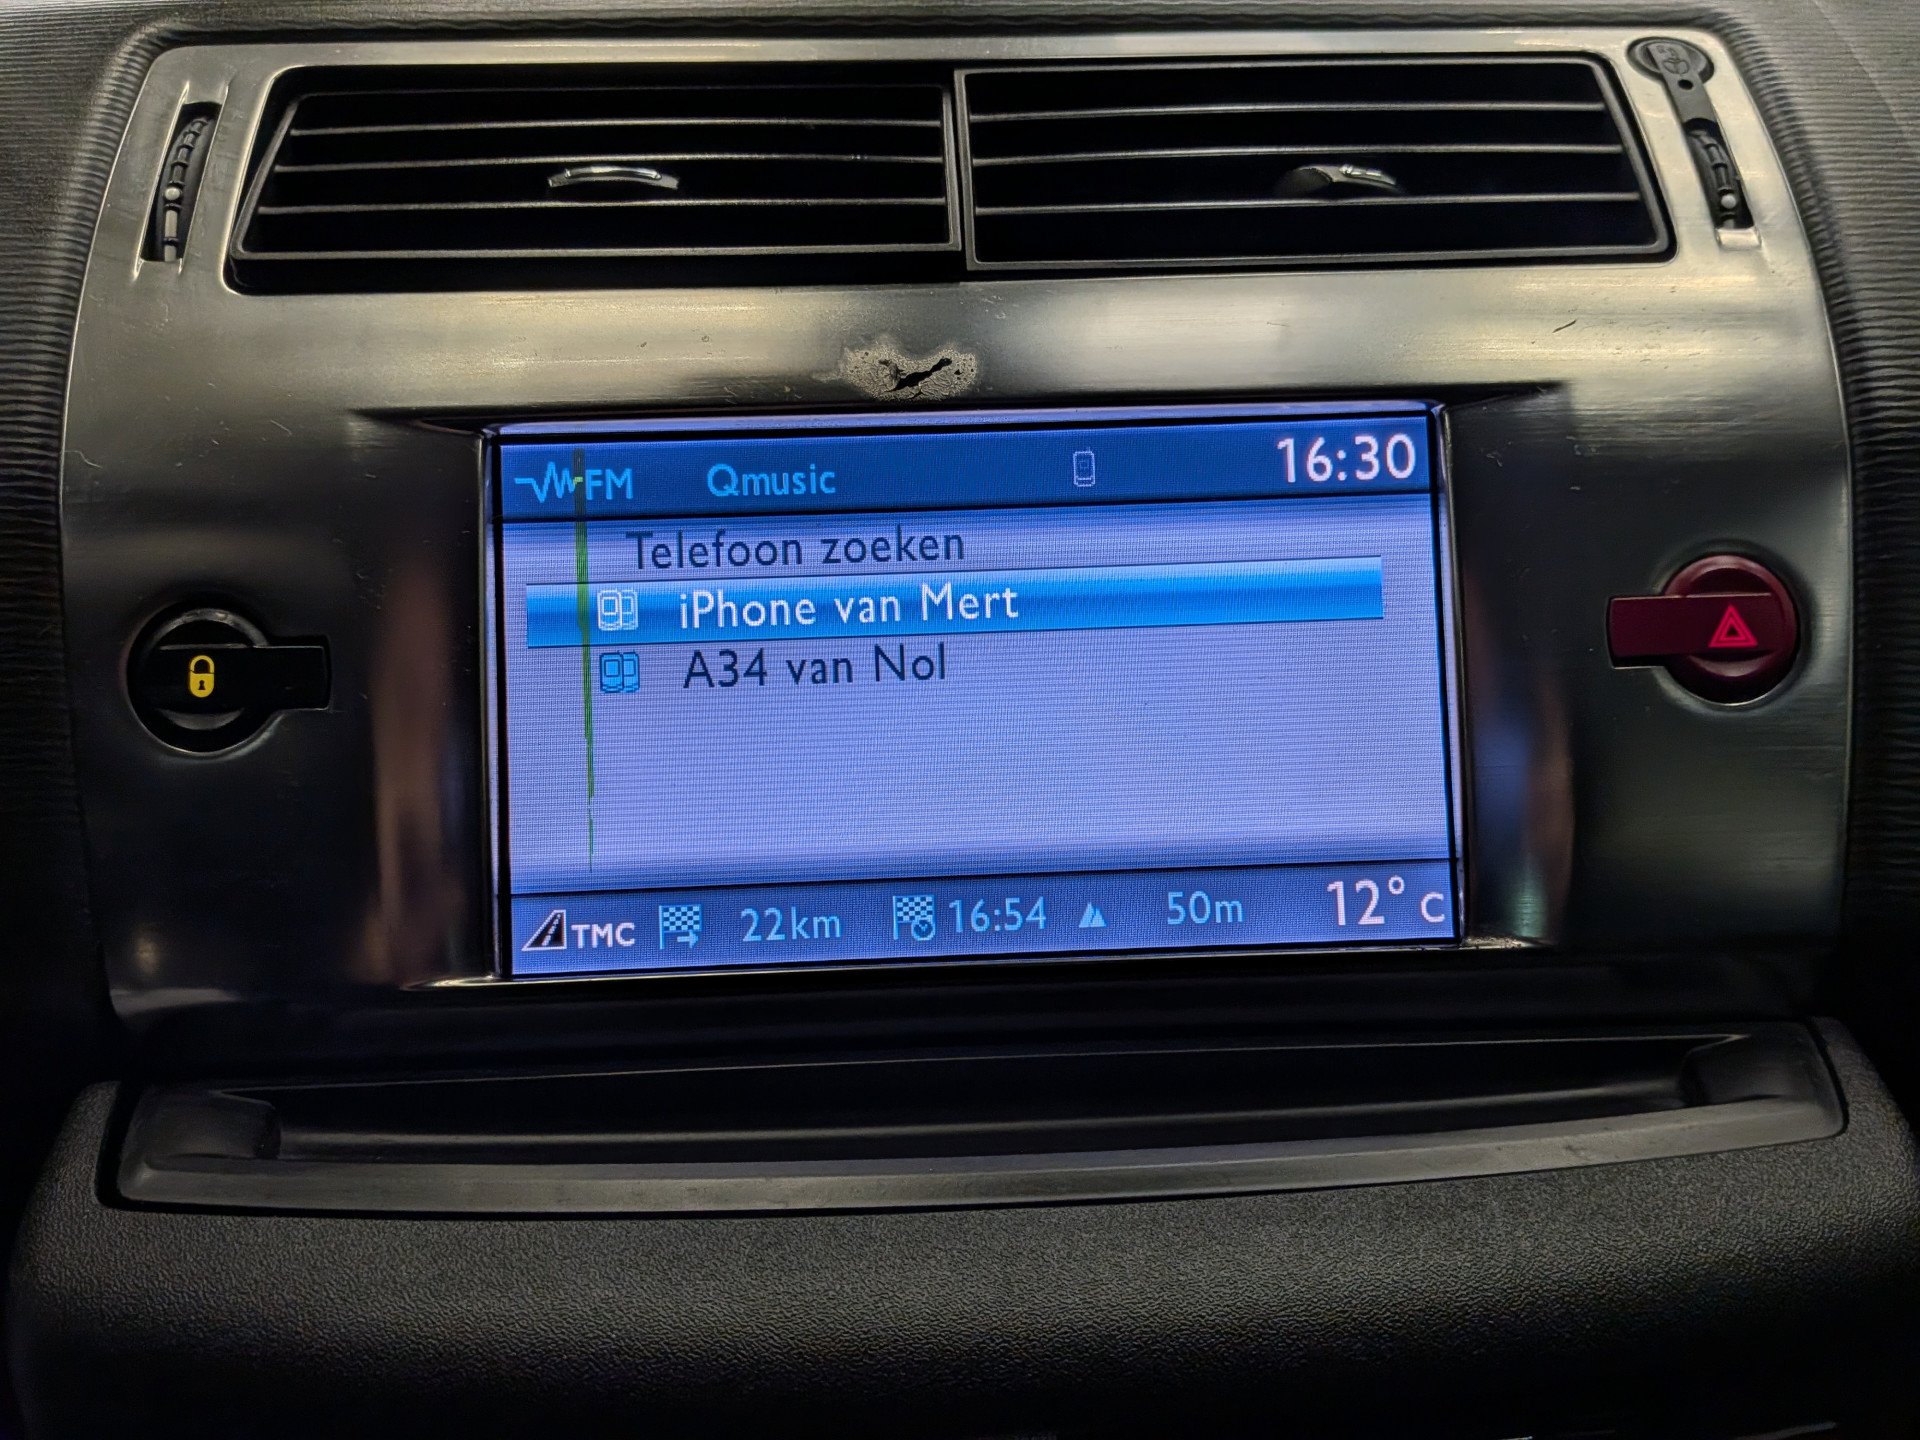 FM Qmusic 16:30
Telefoon zoeken
iPhone van Mert
A34 van Nol
TMC 22km 16:54 50m 12° C